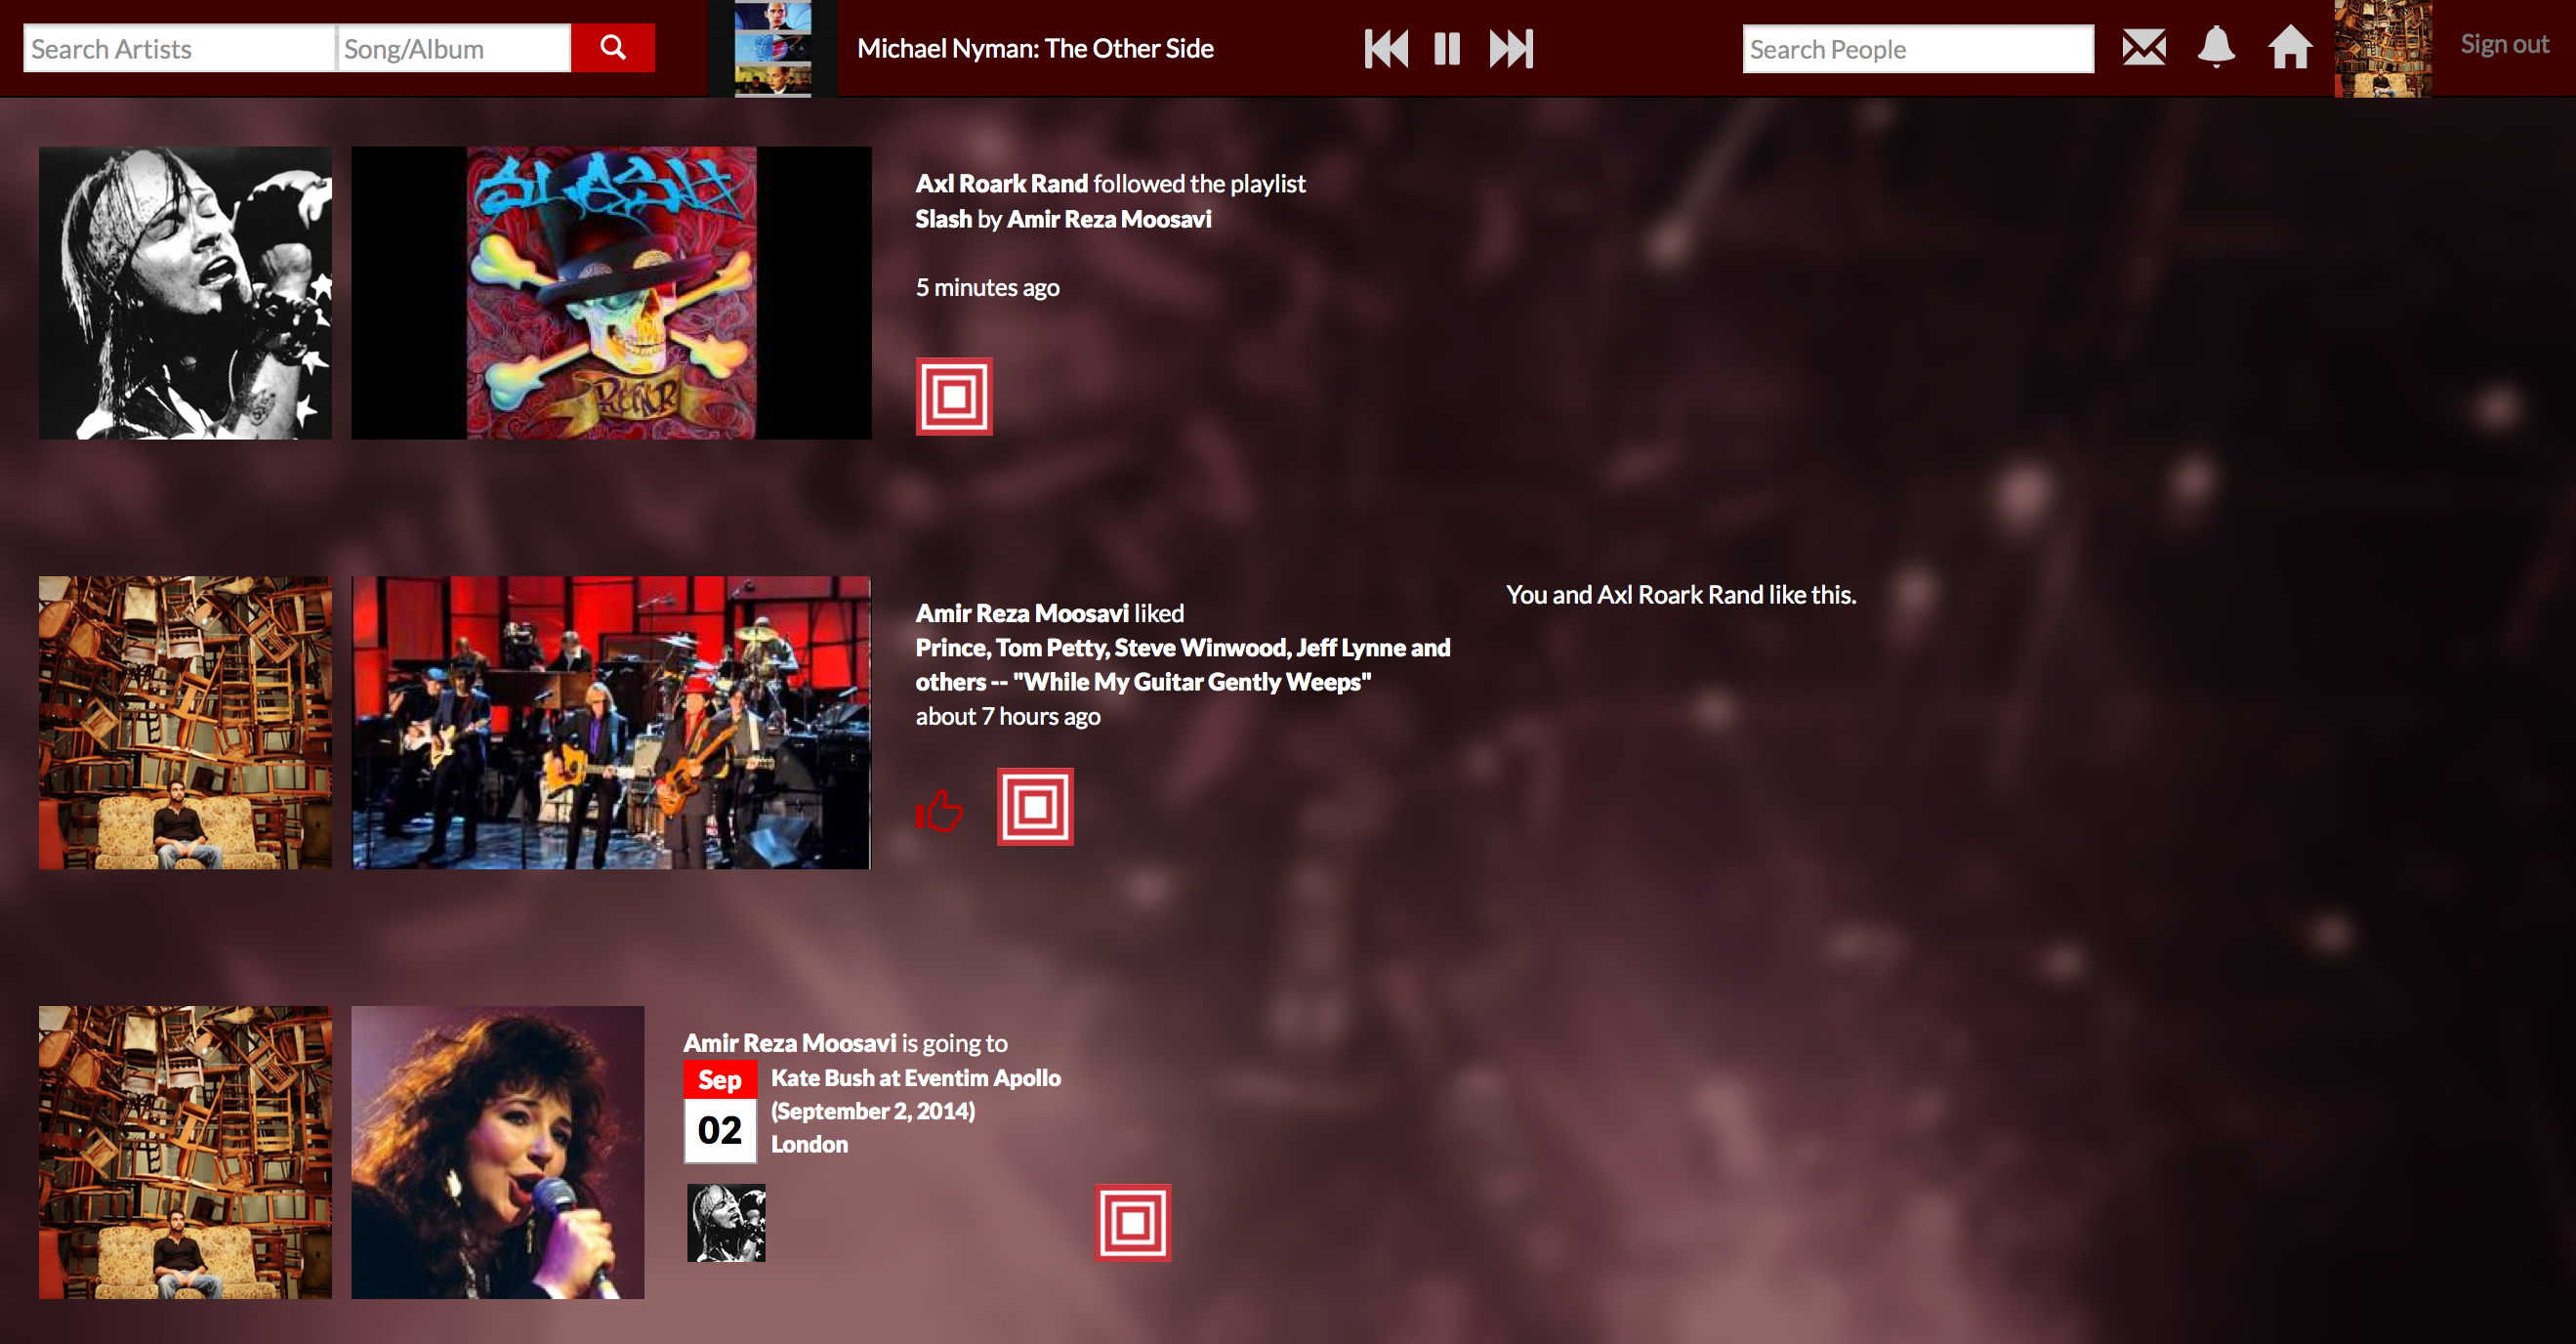 Search Artists
Song/Album
Michael Nyman: The Other Side
Search People
Sign out
SLASH
Axl Roark Rand followed the playlist
Slash by Amir Reza Moosavi
5 minutes ago
Amir Reza Moosavi liked
Prince, Tom Petty, Steve Winwood, Jeff Lynne and
others -- "While My Guitar Gently Weeps"
about 7 hours ago
You and Axl Roark Rand like this.
Amir Reza Moosavi is going to
Sep
02
Kate Bush at Eventim Apollo
(September 2, 2014)
London